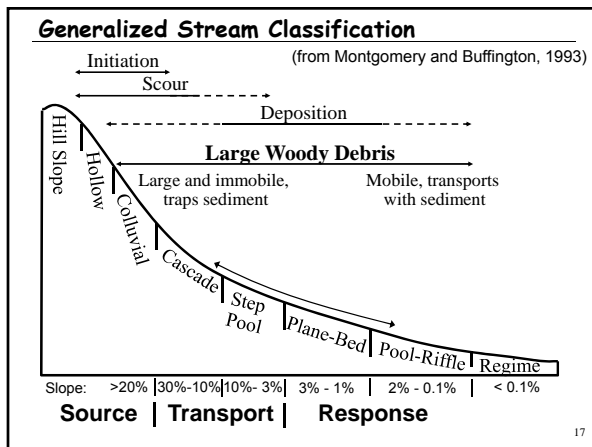 Generalized Stream Classification
(from Montgomery and Buffington, 1993)
Initiation
Scour
Deposition
Large Woody Debris
Large and immobile,
traps sediment
Mobile, transports
with sediment
Hill Slope
Hollow
Colluvial
Cascade
Step
Pool
Plane-Bed
Pool-Riffle
Regime
Slope: >20% 30%-10% 10%- 3% 3% - 1% 2% - 0.1% < 0.1%
Source Transport Response
17